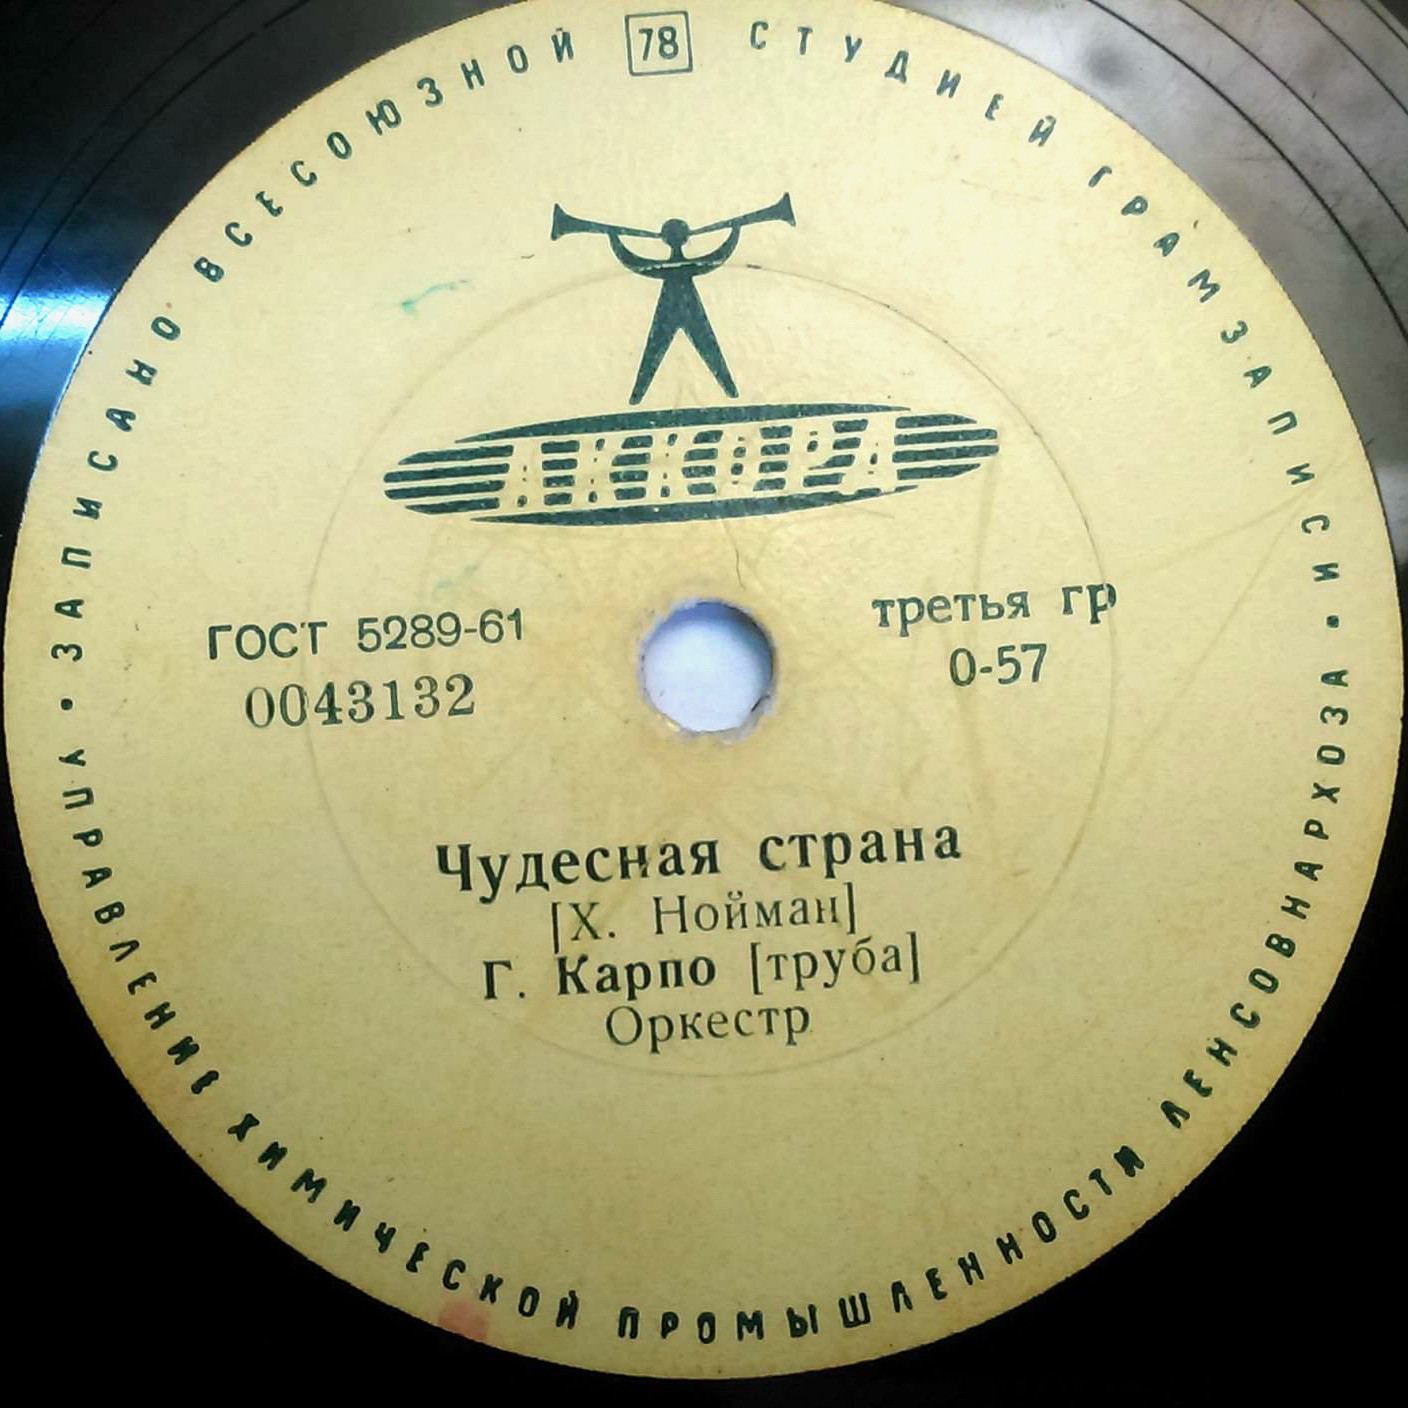 ЗАПИСАНО ВСЕСОЮЗНОЙ 78 СТУДИЕЙ ГРАМЗАПИСИ •
АККОРД
ГОСТ 5289-61
0043132
третья гр
0-57
Чудесная страна
[Х. Нойман]
Г. Карпо [труба]
Оркестр
УПРАВЛЕНИЕ ХИМИЧЕСКОЙ ПРОМЫШЛЕННОСТИ ЛЕНСОВНАРХОЗА •